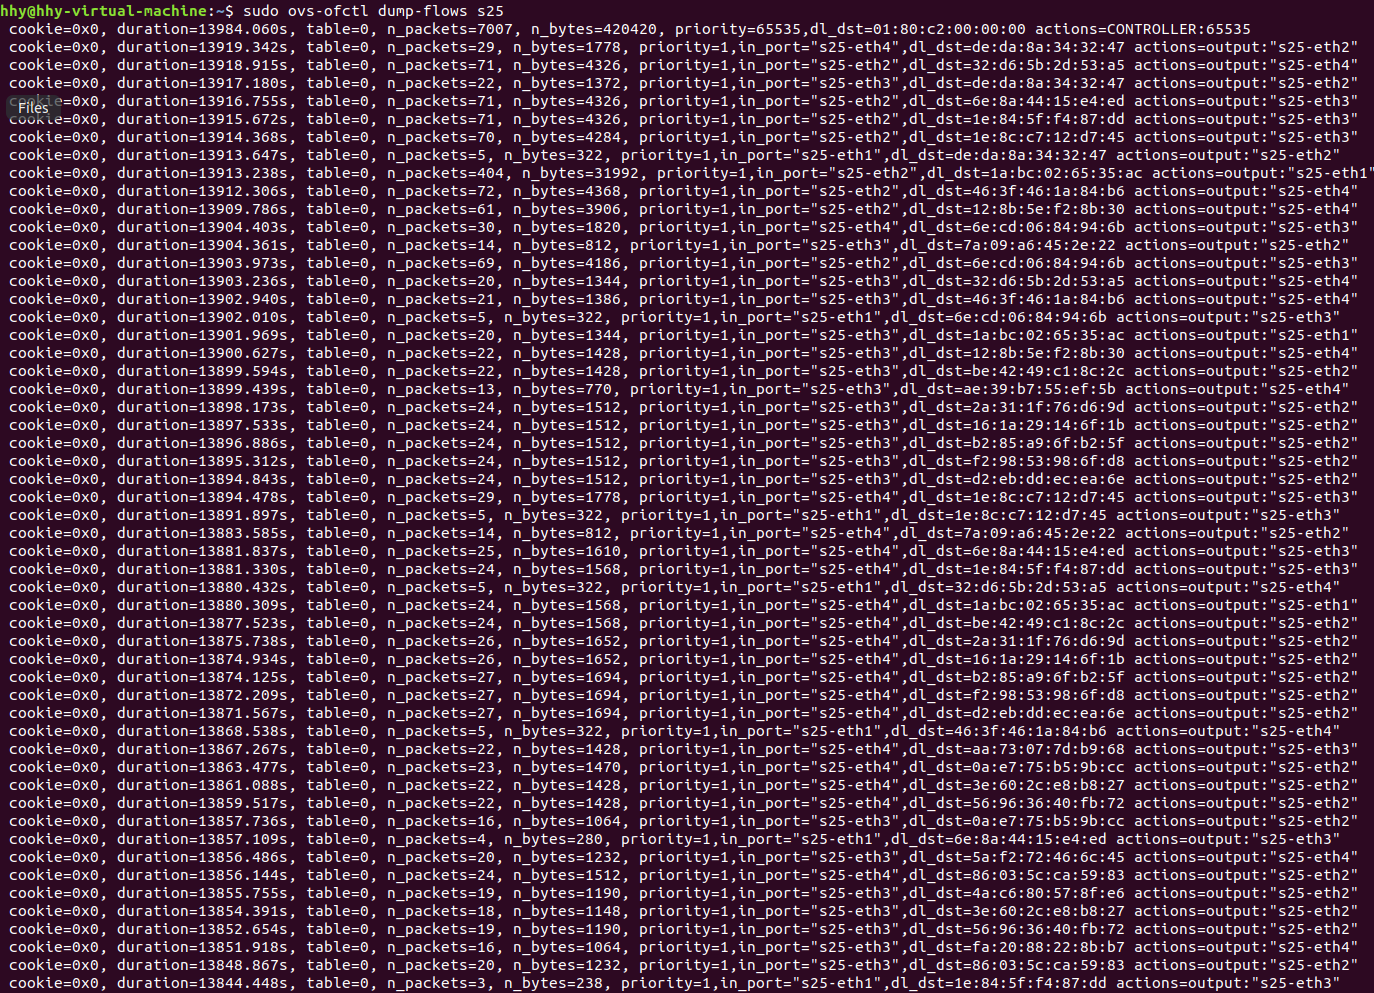 hhy@hhy-virtual-machine:~$ sudo ovs-ofctl dump-flows s25
cookie=0x0, duration=13984.060s, table=0, n_packets=7007, n_bytes=420420, priority=65535,dl_dst=01:80:c2:00:00:00 actions=CONTROLLER:65535
cookie=0x0, duration=13919.342s, table=0, n_packets=29, n_bytes=1778, priority=1,in_port="s25-eth4",dl_dst=de:da:8a:34:32:47 actions=output:"s25-eth2"
cookie=0x0, duration=13918.915s, table=0, n_packets=71, n_bytes=4326, priority=1,in_port="s25-eth2",dl_dst=32:d6:5b:2d:53:a5 actions=output:"s25-eth4"
cookie=0x0, duration=13917.180s, table=0, n_packets=22, n_bytes=1372, priority=1,in_port="s25-eth3",dl_dst=de:da:8a:34:32:47 actions=output:"s25-eth2"
cookie=0x0, duration=13916.755s, table=0, n_packets=71, n_bytes=4326, priority=1,in_port="s25-eth2",dl_dst=6e:8a:44:15:e4:ed actions=output:"s25-eth3"
Files
cookie=0x0, duration=13915.672s, table=0, n_packets=71, n_bytes=4326, priority=1,in_port="s25-eth2",dl_dst=1e:84:5f:f4:87:dd actions=output:"s25-eth3"
cookie=0x0, duration=13914.368s, table=0, n_packets=70, n_bytes=4284, priority=1,in_port="s25-eth2",dl_dst=1e:8c:c7:12:d7:45 actions=output:"s25-eth3"
cookie=0x0, duration=13913.647s, table=0, n_packets=5, n_bytes=322, priority=1,in_port="s25-eth1",dl_dst=de:da:8a:34:32:47 actions=output:"s25-eth2"
cookie=0x0, duration=13913.238s, table=0, n_packets=404, n_bytes=31992, priority=1,in_port="s25-eth2",dl_dst=1a:bc:02:65:35:ac actions=output:"s25-eth1"
cookie=0x0, duration=13912.306s, table=0, n_packets=72, n_bytes=4368, priority=1,in_port="s25-eth2",dl_dst=46:3f:46:1a:84:b6 actions=output:"s25-eth4"
cookie=0x0, duration=13909.786s, table=0, n_packets=61, n_bytes=3906, priority=1,in_port="s25-eth2",dl_dst=12:8b:5e:f2:8b:30 actions=output:"s25-eth4"
cookie=0x0, duration=13904.403s, table=0, n_packets=30, n_bytes=1820, priority=1,in_port="s25-eth4",dl_dst=6e:cd:06:84:94:6b actions=output:"s25-eth3"
cookie=0x0, duration=13904.361s, table=0, n_packets=14, n_bytes=812, priority=1,in_port="s25-eth3",dl_dst=7a:09:a6:45:2e:22 actions=output:"s25-eth2"
cookie=0x0, duration=13903.973s, table=0, n_packets=69, n_bytes=4186, priority=1,in_port="s25-eth2",dl_dst=6e:cd:06:84:94:6b actions=output:"s25-eth3"
cookie=0x0, duration=13903.236s, table=0, n_packets=20, n_bytes=1344, priority=1,in_port="s25-eth3",dl_dst=32:d6:5b:2d:53:a5 actions=output:"s25-eth4"
cookie=0x0, duration=13902.940s, table=0, n_packets=21, n_bytes=1386, priority=1,in_port="s25-eth3",dl_dst=46:3f:46:1a:84:b6 actions=output:"s25-eth4"
cookie=0x0, duration=13902.010s, table=0, n_packets=5, n_bytes=322, priority=1,in_port="s25-eth1",dl_dst=6e:cd:06:84:94:6b actions=output:"s25-eth3"
cookie=0x0, duration=13901.969s, table=0, n_packets=20, n_bytes=1344, priority=1,in_port="s25-eth3",dl_dst=1a:bc:02:65:35:ac actions=output:"s25-eth1"
cookie=0x0, duration=13900.627s, table=0, n_packets=22, n_bytes=1428, priority=1,in_port="s25-eth3",dl_dst=12:8b:5e:f2:8b:30 actions=output:"s25-eth4"
cookie=0x0, duration=13899.594s, table=0, n_packets=22, n_bytes=1428, priority=1,in_port="s25-eth3",dl_dst=be:42:49:c1:8c:2c actions=output:"s25-eth2"
cookie=0x0, duration=13899.439s, table=0, n_packets=13, n_bytes=770, priority=1,in_port="s25-eth3",dl_dst=ae:39:b7:55:ef:5b actions=output:"s25-eth4"
cookie=0x0, duration=13898.173s, table=0, n_packets=24, n_bytes=1512, priority=1,in_port="s25-eth3",dl_dst=2a:31:1f:76:d6:9d actions=output:"s25-eth2"
cookie=0x0, duration=13897.533s, table=0, n_packets=24, n_bytes=1512, priority=1,in_port="s25-eth3",dl_dst=16:1a:29:14:6f:1b actions=output:"s25-eth2"
cookie=0x0, duration=13896.886s, table=0, n_packets=24, n_bytes=1512, priority=1,in_port="s25-eth3",dl_dst=b2:85:a9:6f:b2:5f actions=output:"s25-eth2"
cookie=0x0, duration=13895.312s, table=0, n_packets=24, n_bytes=1512, priority=1,in_port="s25-eth3",dl_dst=f2:98:53:98:6f:d8 actions=output:"s25-eth2"
cookie=0x0, duration=13894.843s, table=0, n_packets=24, n_bytes=1512, priority=1,in_port="s25-eth3",dl_dst=d2:eb:dd:ec:ea:6e actions=output:"s25-eth2"
cookie=0x0, duration=13894.478s, table=0, n_packets=29, n_bytes=1778, priority=1,in_port="s25-eth4",dl_dst=1e:8c:c7:12:d7:45 actions=output:"s25-eth3"
cookie=0x0, duration=13891.897s, table=0, n_packets=5, n_bytes=322, priority=1,in_port="s25-eth1",dl_dst=1e:8c:c7:12:d7:45 actions=output:"s25-eth3"
cookie=0x0, duration=13883.585s, table=0, n_packets=14, n_bytes=812, priority=1,in_port="s25-eth4",dl_dst=7a:09:a6:45:2e:22 actions=output:"s25-eth2"
cookie=0x0, duration=13881.837s, table=0, n_packets=25, n_bytes=1610, priority=1,in_port="s25-eth4",dl_dst=6e:8a:44:15:e4:ed actions=output:"s25-eth3"
cookie=0x0, duration=13881.330s, table=0, n_packets=24, n_bytes=1568, priority=1,in_port="s25-eth4",dl_dst=1e:84:5f:f4:87:dd actions=output:"s25-eth3"
cookie=0x0, duration=13880.432s, table=0, n_packets=5, n_bytes=322, priority=1,in_port="s25-eth1",dl_dst=32:d6:5b:2d:53:a5 actions=output:"s25-eth4"
cookie=0x0, duration=13880.309s, table=0, n_packets=24, n_bytes=1568, priority=1,in_port="s25-eth4",dl_dst=1a:bc:02:65:35:ac actions=output:"s25-eth1"
cookie=0x0, duration=13877.523s, table=0, n_packets=24, n_bytes=1568, priority=1,in_port="s25-eth4",dl_dst=be:42:49:c1:8c:2c actions=output:"s25-eth2"
cookie=0x0, duration=13875.738s, table=0, n_packets=26, n_bytes=1652, priority=1,in_port="s25-eth4",dl_dst=2a:31:1f:76:d6:9d actions=output:"s25-eth2"
cookie=0x0, duration=13874.934s, table=0, n_packets=26, n_bytes=1652, priority=1,in_port="s25-eth4",dl_dst=16:1a:29:14:6f:1b actions=output:"s25-eth2"
cookie=0x0, duration=13874.125s, table=0, n_packets=27, n_bytes=1694, priority=1,in_port="s25-eth4",dl_dst=b2:85:a9:6f:b2:5f actions=output:"s25-eth2"
cookie=0x0, duration=13872.209s, table=0, n_packets=27, n_bytes=1694, priority=1,in_port="s25-eth4",dl_dst=f2:98:53:98:6f:d8 actions=output:"s25-eth2"
cookie=0x0, duration=13871.567s, table=0, n_packets=27, n_bytes=1694, priority=1,in_port="s25-eth4",dl_dst=d2:eb:dd:ec:ea:6e actions=output:"s25-eth2"
cookie=0x0, duration=13868.538s, table=0, n_packets=5, n_bytes=322, priority=1,in_port="s25-eth1",dl_dst=46:3f:46:1a:84:b6 actions=output:"s25-eth4"
cookie=0x0, duration=13867.267s, table=0, n_packets=22, n_bytes=1428, priority=1,in_port="s25-eth4",dl_dst=aa:73:07:7d:b9:68 actions=output:"s25-eth3"
cookie=0x0, duration=13863.477s, table=0, n_packets=23, n_bytes=1470, priority=1,in_port="s25-eth4",dl_dst=0a:e7:75:b5:9b:cc actions=output:"s25-eth2"
cookie=0x0, duration=13861.088s, table=0, n_packets=22, n_bytes=1428, priority=1,in_port="s25-eth4",dl_dst=3e:60:2c:e8:b8:27 actions=output:"s25-eth2"
cookie=0x0, duration=13859.517s, table=0, n_packets=22, n_bytes=1428, priority=1,in_port="s25-eth4",dl_dst=56:96:36:40:fb:72 actions=output:"s25-eth2"
cookie=0x0, duration=13857.736s, table=0, n_packets=16, n_bytes=1064, priority=1,in_port="s25-eth3",dl_dst=0a:e7:75:b5:9b:cc actions=output:"s25-eth2"
cookie=0x0, duration=13857.109s, table=0, n_packets=4, n_bytes=280, priority=1,in_port="s25-eth1",dl_dst=6e:8a:44:15:e4:ed actions=output:"s25-eth3"
cookie=0x0, duration=13856.486s, table=0, n_packets=20, n_bytes=1232, priority=1,in_port="s25-eth3",dl_dst=5a:f2:72:46:6c:45 actions=output:"s25-eth4"
cookie=0x0, duration=13856.144s, table=0, n_packets=24, n_bytes=1512, priority=1,in_port="s25-eth4",dl_dst=86:03:5c:ca:59:83 actions=output:"s25-eth2"
cookie=0x0, duration=13855.755s, table=0, n_packets=19, n_bytes=1190, priority=1,in_port="s25-eth3",dl_dst=4a:c6:80:57:8f:e6 actions=output:"s25-eth2"
cookie=0x0, duration=13854.391s, table=0, n_packets=18, n_bytes=1148, priority=1,in_port="s25-eth3",dl_dst=3e:60:2c:e8:b8:27 actions=output:"s25-eth2"
cookie=0x0, duration=13852.654s, table=0, n_packets=19, n_bytes=1190, priority=1,in_port="s25-eth3",dl_dst=56:96:36:40:fb:72 actions=output:"s25-eth2"
cookie=0x0, duration=13851.918s, table=0, n_packets=16, n_bytes=1064, priority=1,in_port="s25-eth3",dl_dst=fa:20:88:22:8b:b7 actions=output:"s25-eth4"
cookie=0x0, duration=13848.867s, table=0, n_packets=20, n_bytes=1232, priority=1,in_port="s25-eth3",dl_dst=86:03:5c:ca:59:83 actions=output:"s25-eth2"
cookie=0x0, duration=13844.448s, table=0, n_packets=3, n_bytes=238, priority=1,in_port="s25-eth1",dl_dst=1e:84:5f:f4:87:dd actions=output:"s25-eth3"